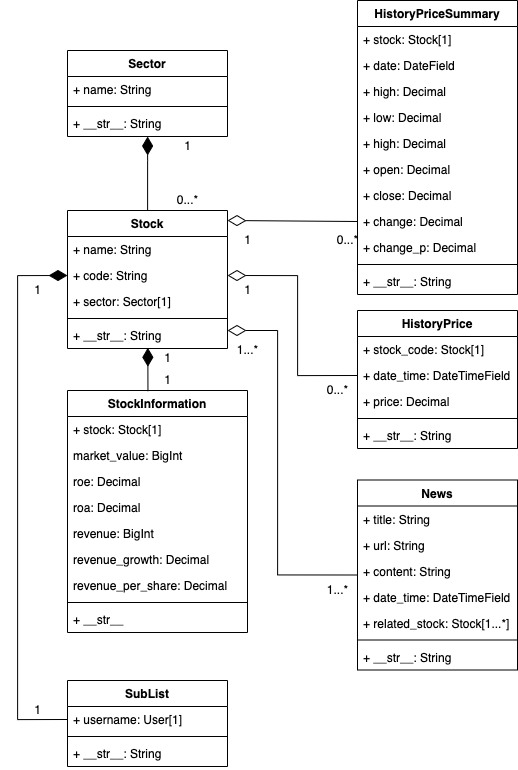 HistoryPriceSummary
+ stock: Stock[1]
+ date: DateField
+ high: Decimal
+ low: Decimal
+ high: Decimal
+ open: Decimal
+ close: Decimal
+ change: Decimal
+ change_p: Decimal
+ __str__: String
Sector
+ name: String
+ __str__: String
1
0...*
Stock
+ name: String
+ code: String
+ sector: Sector[1]
+ __str__: String
1
0...*
1
0...*
1...*
1...*
1
1
1
1
HistoryPrice
+ stock_code: Stock[1]
+ date_time: DateTimeField
+ price: Decimal
+ __str__: String
StockInformation
+ stock: Stock[1]
market_value: BigInt
roe: Decimal
roa: Decimal
revenue: BigInt
revenue_growth: Decimal
revenue_per_share: Decimal
+ __str__
News
+ title: String
+ url: String
+ content: String
+ date_time: DateTimeField
+ related_stock: Stock[1...*]
+ __str__: String
SubList
+ username: User[1]
+ __str__: String